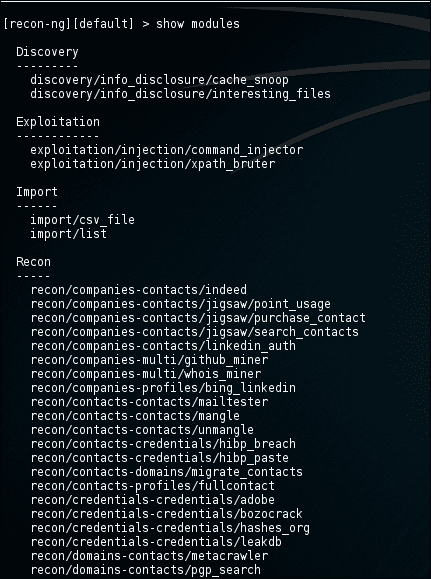 [recon-ng][default] > show modules
Discovery
---------
discovery/info_disclosure/cache_snoop
discovery/info_disclosure/interesting_files
Exploitation
------------
exploitation/injection/command_injector
exploitation/injection/xpath_bruter
Import
------
import/csv_file
import/list
Recon
-----
recon/companies-contacts/indeed
recon/companies-contacts/jigsaw/point_usage
recon/companies-contacts/jigsaw/purchase_contact
recon/companies-contacts/jigsaw/search_contacts
recon/companies-contacts/linkedin_auth
recon/companies-multi/github_miner
recon/companies-multi/whois_miner
recon/companies-profiles/bing_linkedin
recon/contacts-contacts/mailtester
recon/contacts-contacts/mangle
recon/contacts-contacts/unmangle
recon/contacts-credentials/hibp_breach
recon/contacts-credentials/hibp_paste
recon/contacts-domains/migrate_contacts
recon/contacts-profiles/fullcontact
recon/credentials-credentials/adobe
recon/credentials-credentials/bozocrack
recon/credentials-credentials/hashes_org
recon/credentials-credentials/leakdb
recon/domains-contacts/metacrawler
recon/domains-contacts/pgp_search